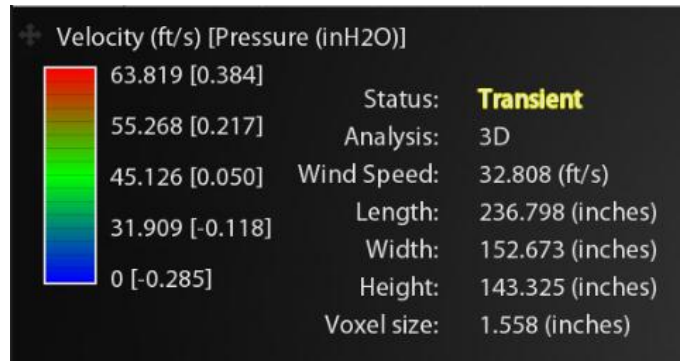 Velocity (ft/s) [Pressure (inH2O)]
63.819 [0.384]
55.268 [0.217]
45.126 [0.050]
31.909 [-0.118]
0 [-0.285]
Status: Transient
Analysis: 3D
Wind Speed: 32.808 (ft/s)
Length: 236.798 (inches)
Width: 152.673 (inches)
Height: 143.325 (inches)
Voxel size: 1.558 (inches)